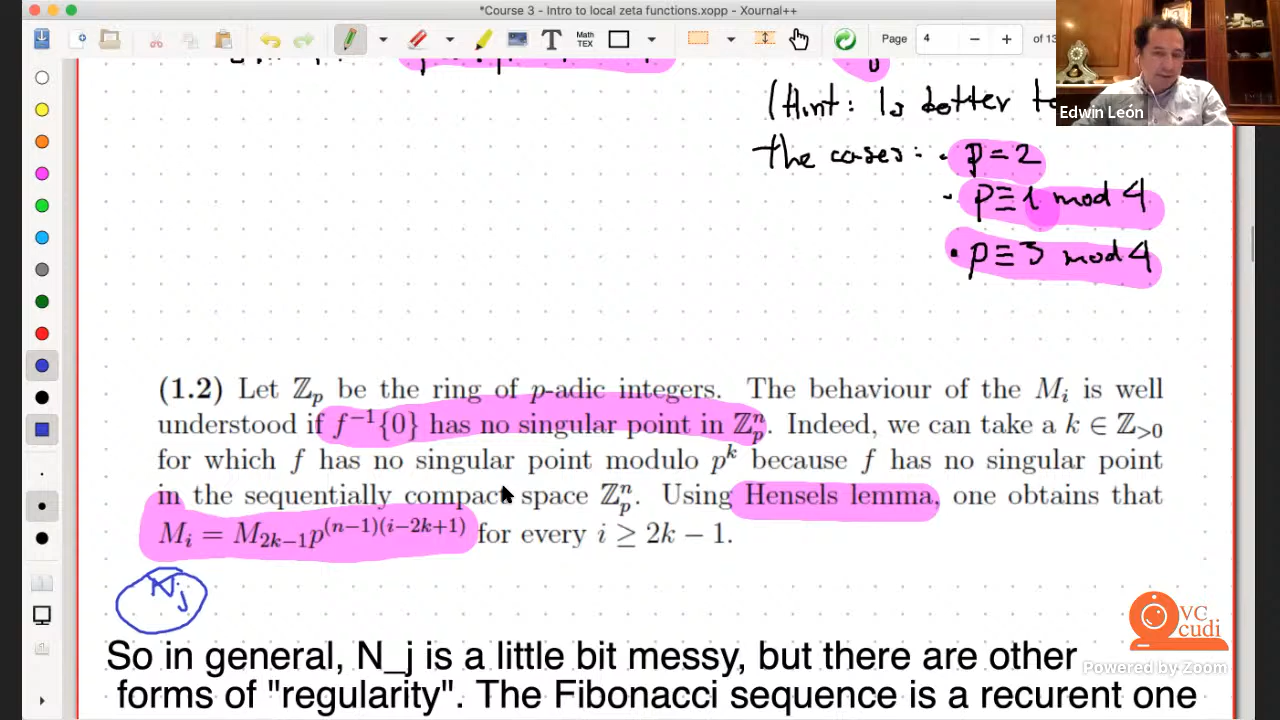 *Course 3 - Intro to local zeta functions.xopp - Xournal++
Math
TEX
Page 4 of 13
Edwin León
(Hint: Is better to
the cases: · p = 2
· p ≡ 1 mod 4
· p ≡ 3 mod 4
(1.2) Let ℤ_p be the ring of p-adic integers. The behaviour of the M_i is well
understood if f^{-1}{0} has no singular point in ℤ_p^n. Indeed, we can take a k ∈ ℤ_{>0}
for which f has no singular point modulo p^k because f has no singular point
in the sequentially compact space ℤ_p^n. Using Hensels lemma, one obtains that
M_i = M_{2k−1}p^{(n−1)(i−2k+1)} for every i ≥ 2k − 1.
N_j
VC
cudi
Powered by Zoom
So in general, N_j is a little bit messy, but there are other
forms of "regularity". The Fibonacci sequence is a recurent one